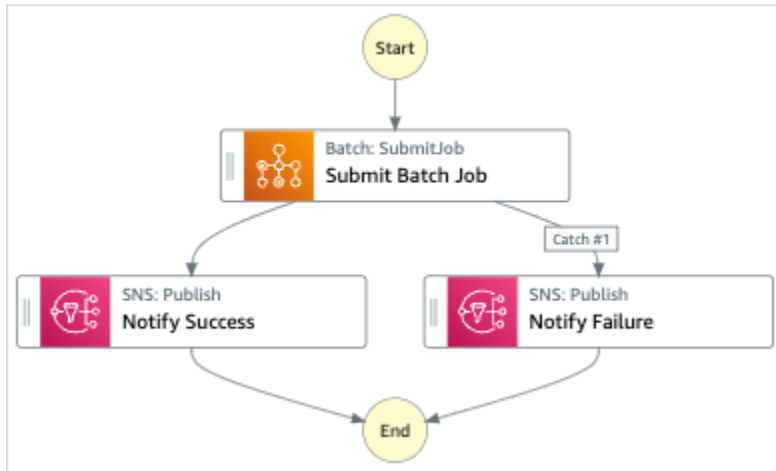 Start
Batch: SubmitJob
Submit Batch Job
Catch #1
SNS: Publish
Notify Success
SNS: Publish
Notify Failure
End